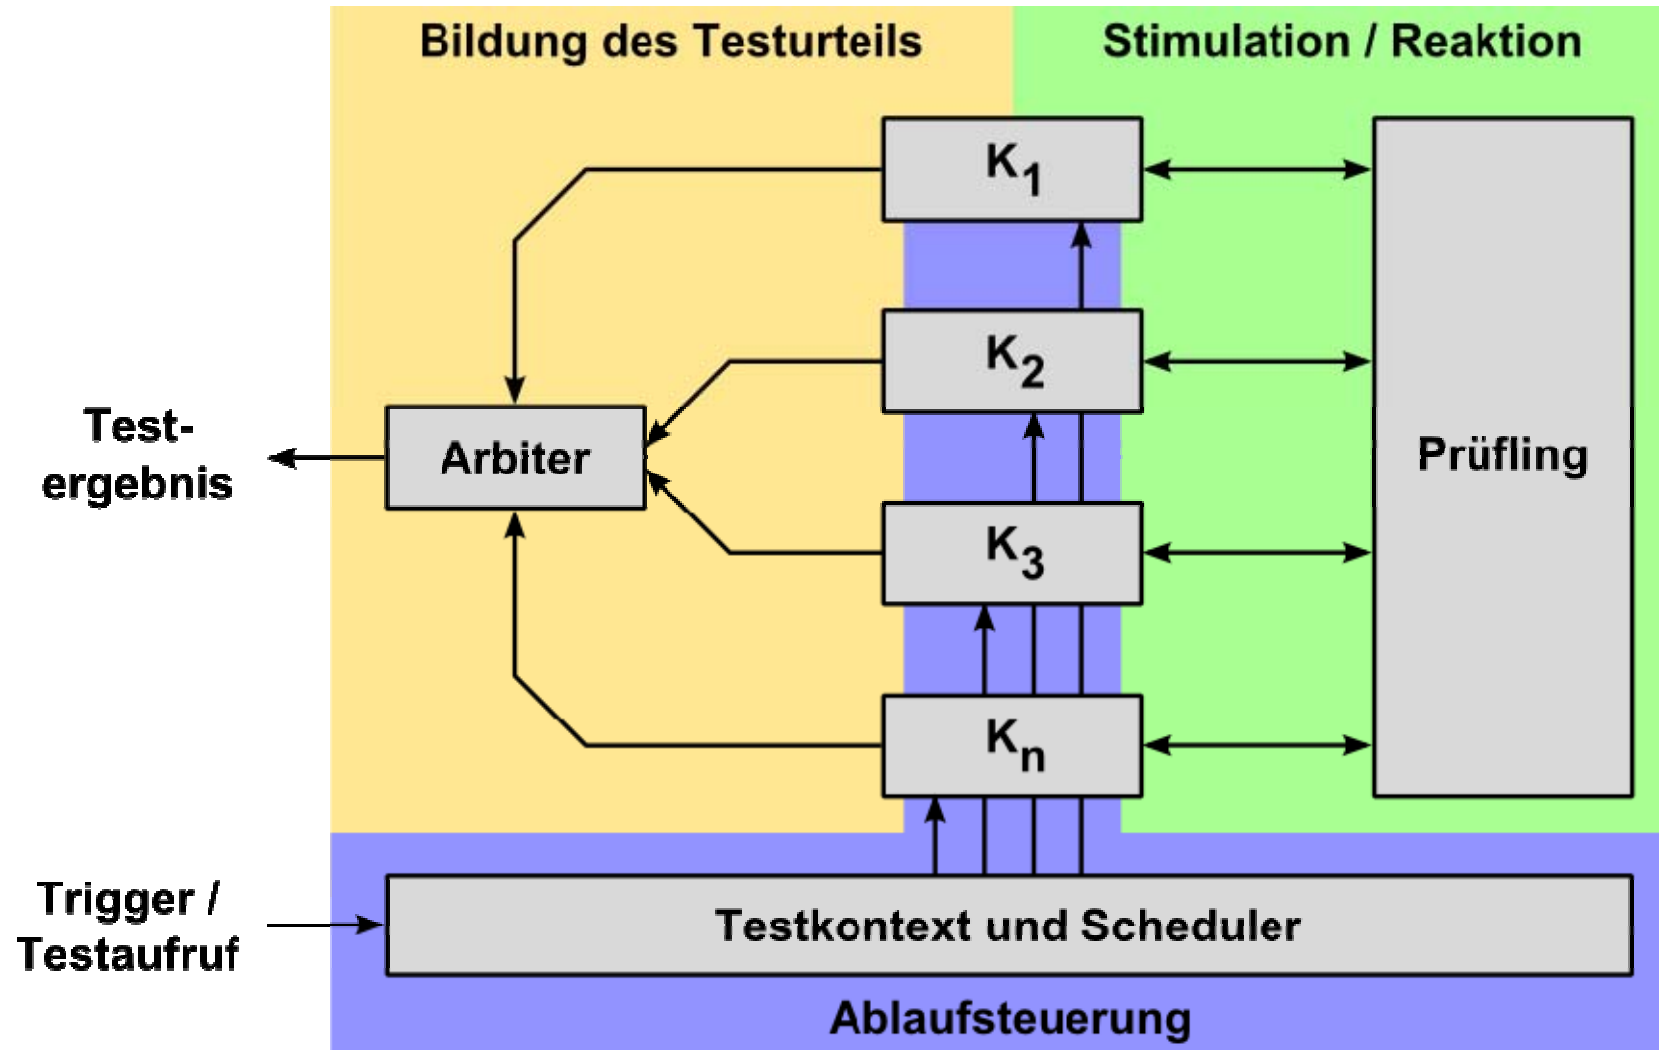 Bildung des Testurteils
Stimulation / Reaktion
K1
K2
K3
Kn
Arbiter
Prüfling
Test-
ergebnis
Trigger /
Testaufruf
Testkontext und Scheduler
Ablaufsteuerung